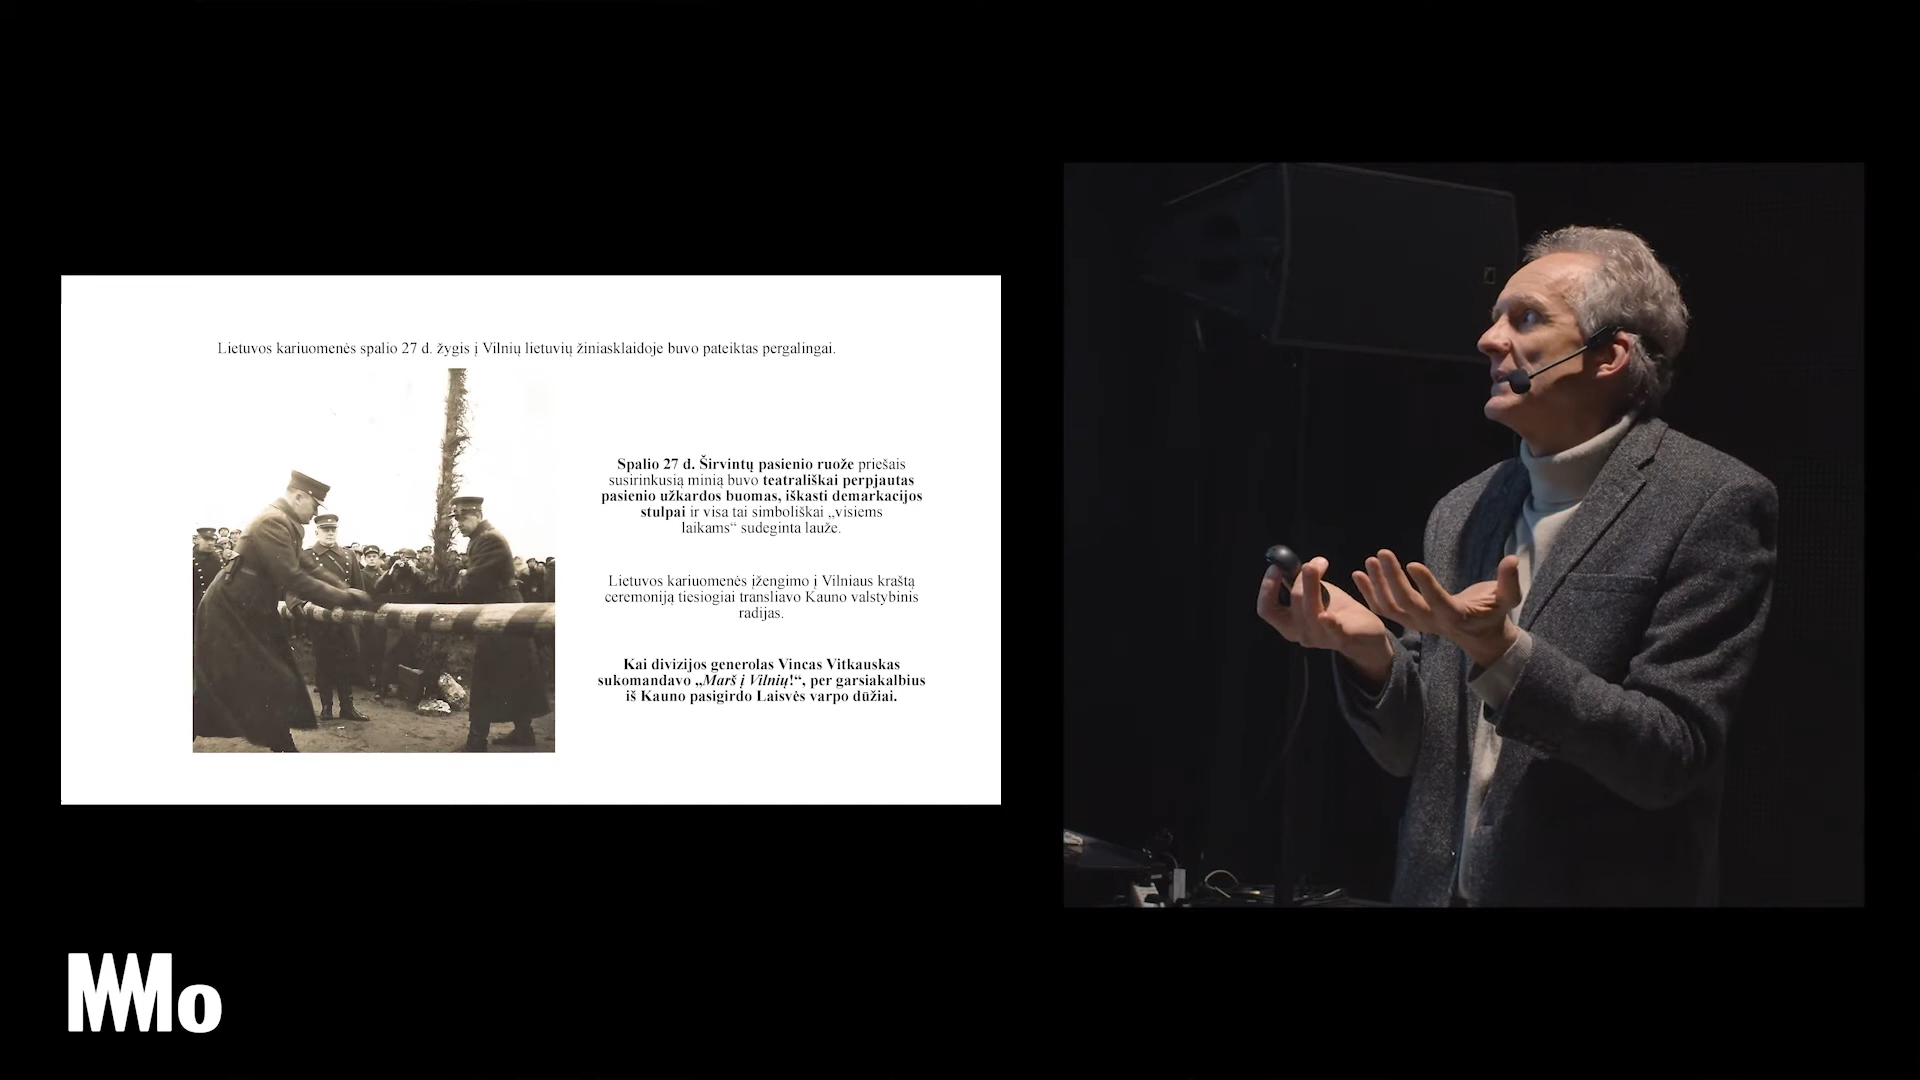 Lietuvos kariuomenės spalio 27 d. žygis į Vilnių lietuvių žiniasklaidoje buvo pateiktas pergalingai.
Spalio 27 d. Širvintų pasienio ruože priešais
susirinkusią minią buvo teatrališkai perpjautas
pasienio užkardos buomas, iškasti demarkacijos
stulpai ir visa tai simboliškai „visiems
laikams“ sudeginta lauže.
Lietuvos kariuomenės įžengimo į Vilniaus kraštą
ceremoniją tiesiogiai transliavo Kauno valstybinis
radijas.
Kai divizijos generolas Vincas Vitkauskas
sukomandavo „Marš į Vilnių!“, per garsiakalbius
iš Kauno pasigirdo Laisvės varpo dūžiai.
MMo